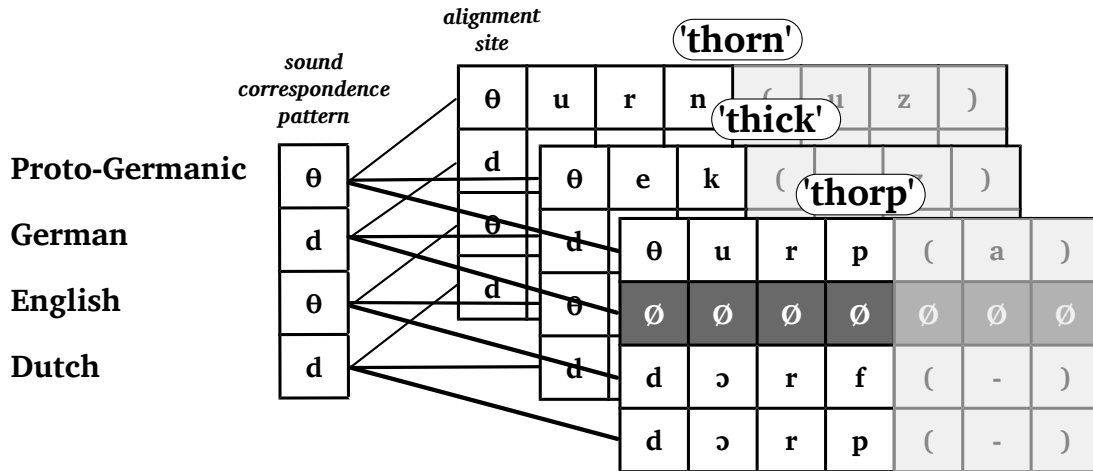 alignment
site
'thorn'
sound
correspondence
pattern
θ u r n ( u z )
'thick'
Proto-Germanic θ
d
θ e k ( z )
'thorp'
German d
θ
d
θ u r p ( a )
English θ
d
θ
Ø Ø Ø Ø Ø Ø Ø
Dutch d
d
d ɔ r f ( - )
d ɔ r p ( - )